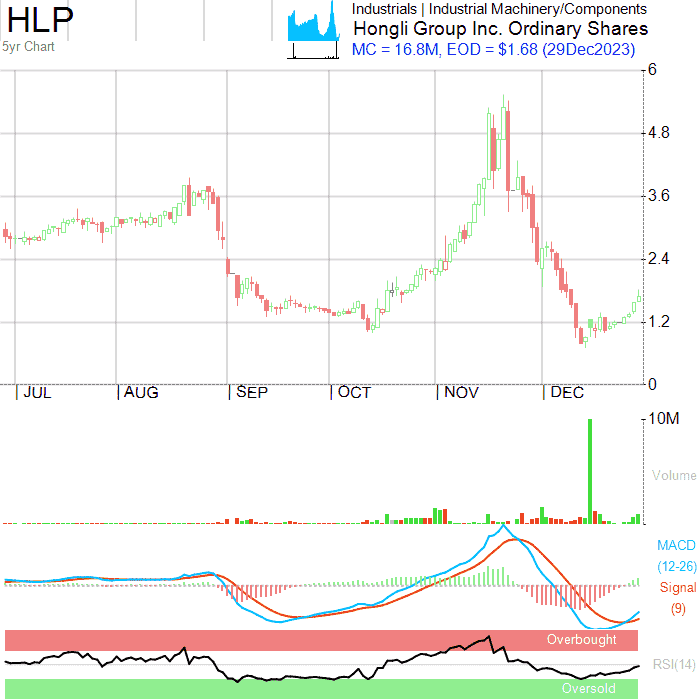 HLP
5yr Chart
Industrials | Industrial Machinery/Components
Hongli Group Inc. Ordinary Shares
MC = 16.8M, EOD = $1.68 (29Dec2023)
6
4.8
3.6
2.4
1.2
0
JUL
AUG
SEP
OCT
NOV
DEC
10M
Volume
MACD
(12-26)
Signal
(9)
Overbought
RSI(14)
Oversold